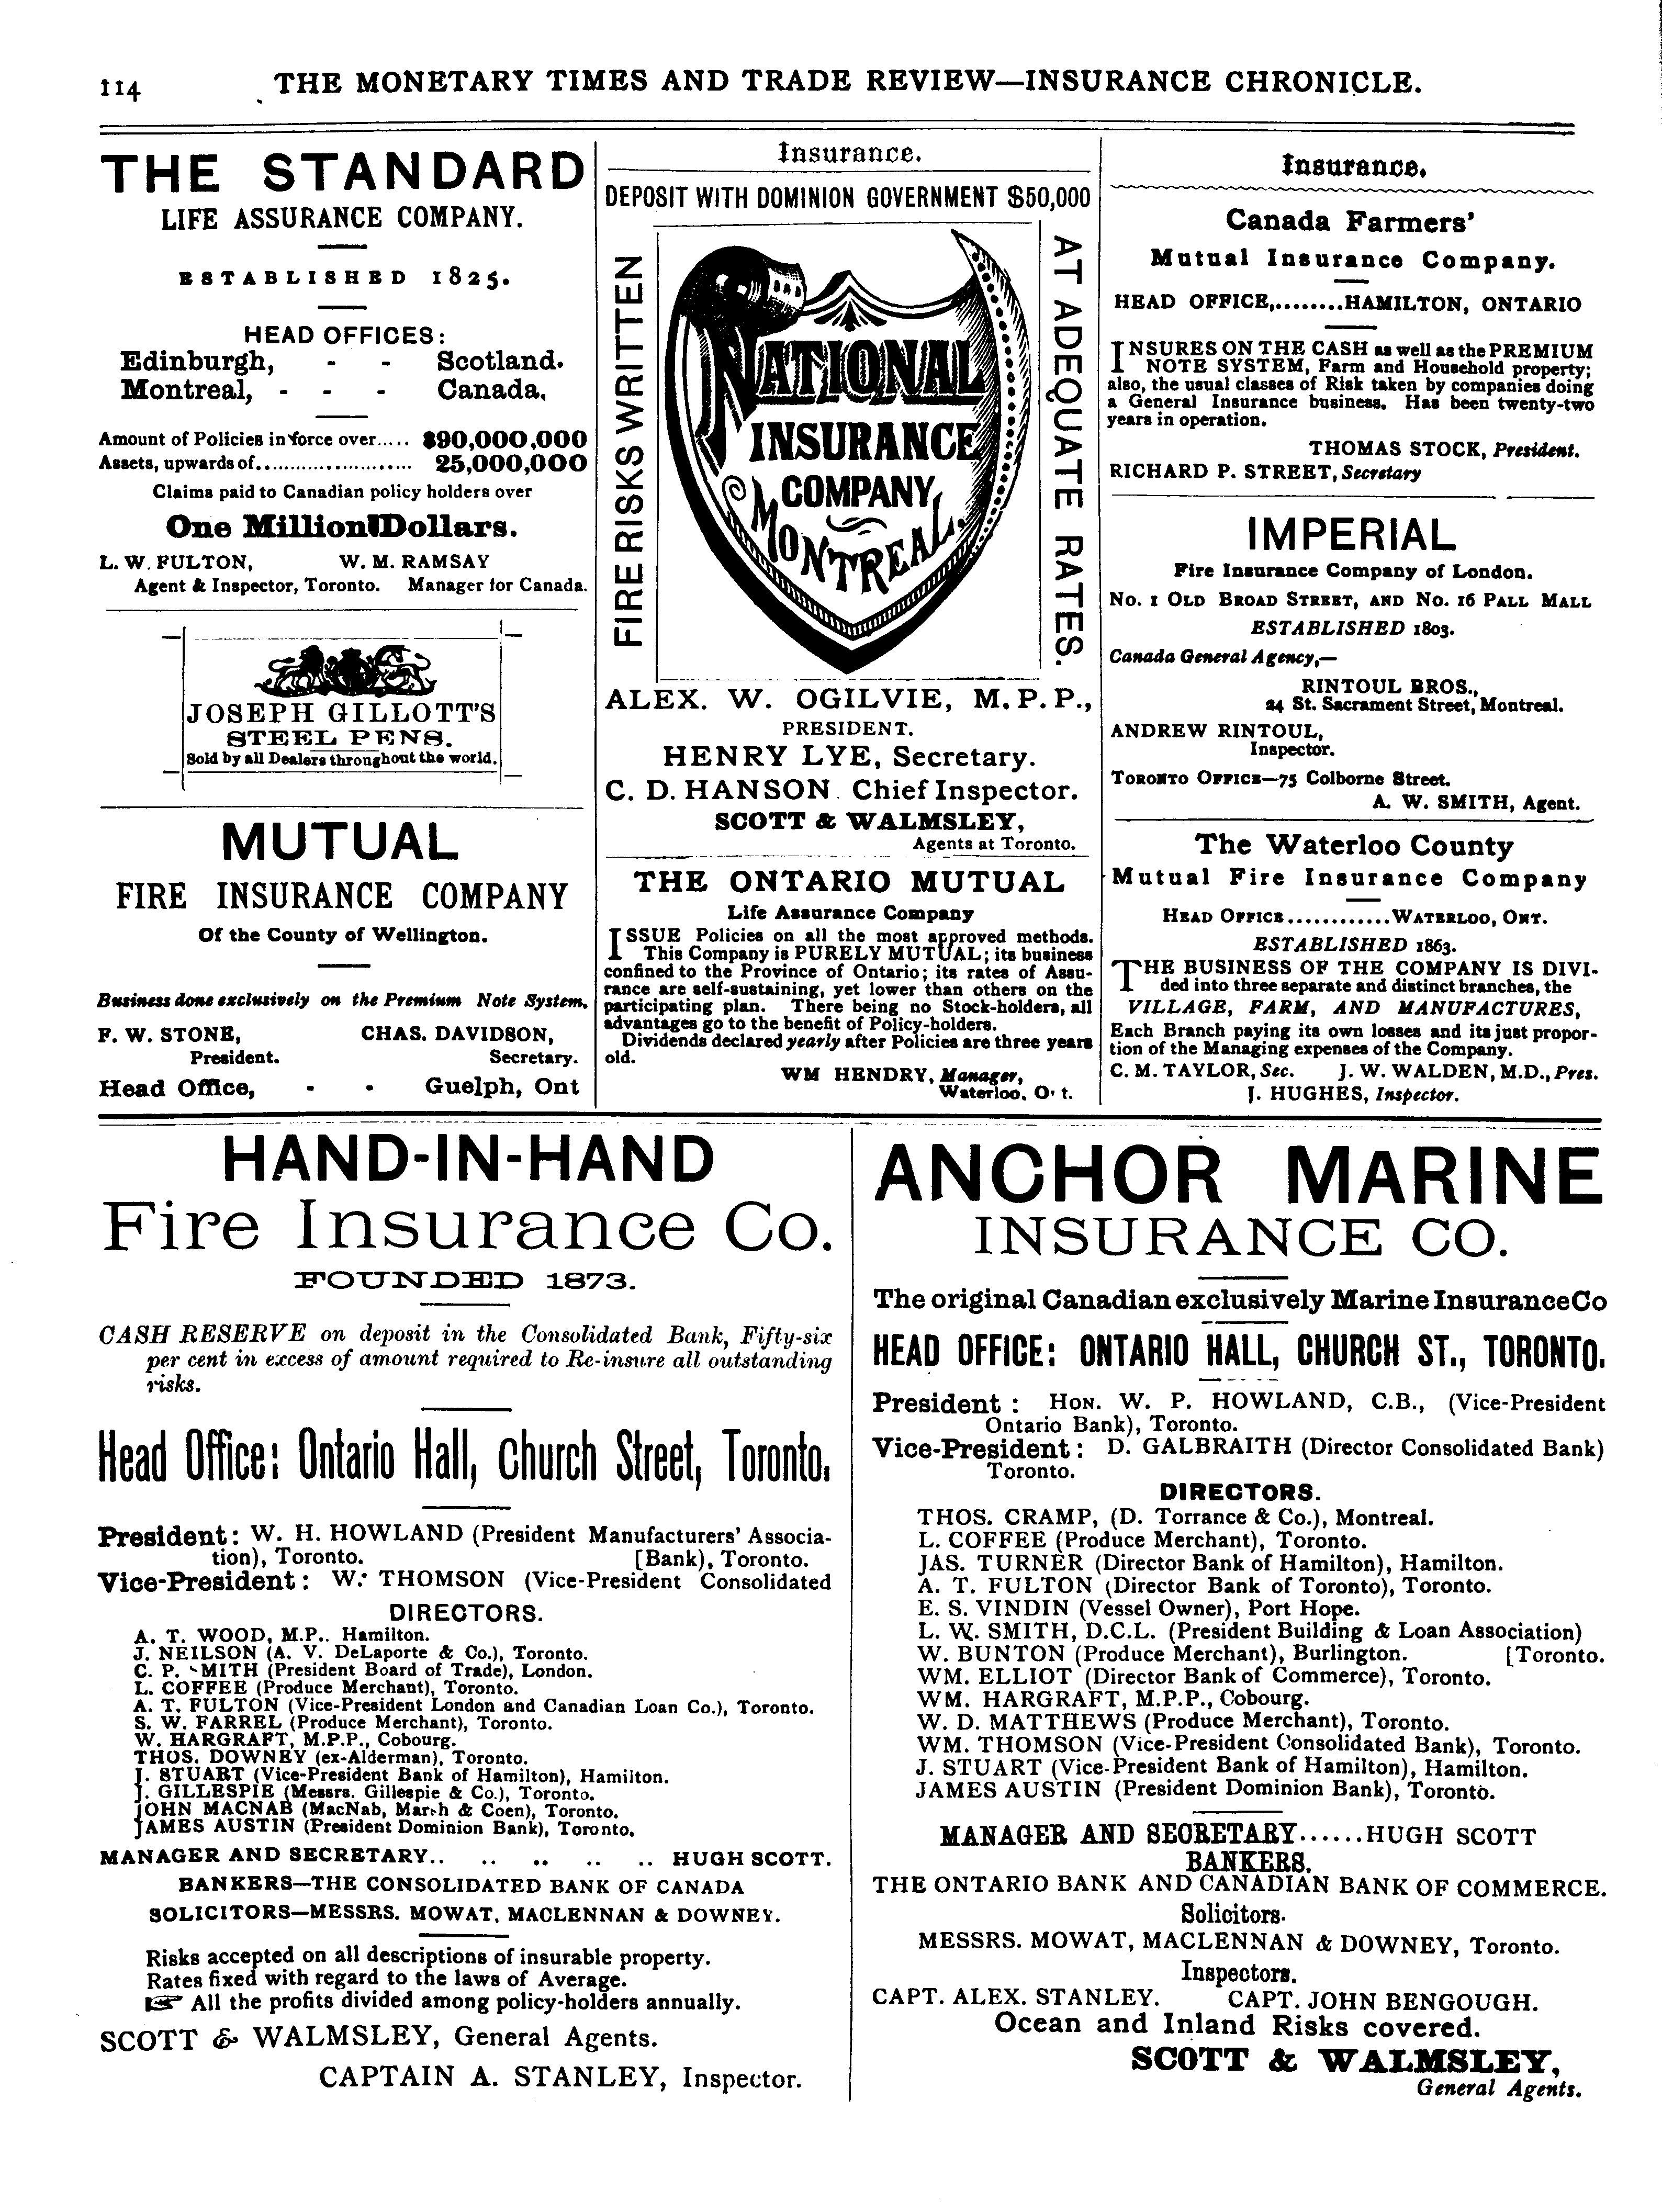 114
THE MONETARY TIMES AND TRADE REVIEW—INSURANCE CHRONICLE.
THE STANDARD
LIFE ASSURANCE COMPANY.
ESTABLISHED 1825.
HEAD OFFICES:
Edinburgh, - - Scotland.
Montreal, - - - Canada,
Amount of Policies in force over..... $90,000,000
Assets, upwards of........................ 25,000,000
Claims paid to Canadian policy holders over
One Million Dollars.
L. W. FULTON, W. M. RAMSAY
Agent & Inspector, Toronto. Manager for Canada.
JOSEPH GILLOTT'S
STEEL PENS.
Sold by all Dealers throughout the world.
MUTUAL
FIRE INSURANCE COMPANY
Of the County of Wellington.
Business done exclusively on the Premium Note System.
F. W. STONE, CHAS. DAVIDSON,
President. Secretary.
Head Office, - - Guelph, Ont
Insurance.
DEPOSIT WITH DOMINION GOVERNMENT $50,000
FIRE RISKS WRITTEN
NATIONAL
INSURANCE
COMPANY
MONTREAL.
AT ADEQUATE RATES.
ALEX. W. OGILVIE, M.P.P.,
PRESIDENT.
HENRY LYE, Secretary.
C. D. HANSON. Chief Inspector.
SCOTT & WALMSLEY,
Agents at Toronto.
THE ONTARIO MUTUAL
Life Assurance Company
ISSUE Policies on all the most approved methods.
This Company is PURELY MUTUAL; its business
confined to the Province of Ontario; its rates of Assu-
rance are self-sustaining, yet lower than others on the
participating plan. There being no Stock-holders, all
advantages go to the benefit of Policy-holders.
Dividends declared yearly after Policies are three years
old.
WM HENDRY, Manager,
Waterloo, O t.
Insurance.
Canada Farmers'
Mutual Insurance Company.
HEAD OFFICE,........HAMILTON, ONTARIO
INSURES ON THE CASH as well as the PREMIUM
NOTE SYSTEM, Farm and Household property;
also, the usual classes of Risk taken by companies doing
a General Insurance business. Has been twenty-two
years in operation.
THOMAS STOCK, President.
RICHARD P. STREET, Secretary
IMPERIAL
Fire Insurance Company of London.
No. 1 OLD BROAD STREET, AND No. 16 PALL MALL
ESTABLISHED 1803.
Canada General Agency,—
RINTOUL BROS.,
24 St. Sacrament Street, Montreal.
ANDREW RINTOUL,
Inspector.
TORONTO OFFICE—75 Colborne Street.
A. W. SMITH, Agent.
The Waterloo County
Mutual Fire Insurance Company
HEAD OFFICE............WATERLOO, ONT.
ESTABLISHED 1863.
THE BUSINESS OF THE COMPANY IS DIVI-
ded into three separate and distinct branches, the
VILLAGE, FARM, AND MANUFACTURES,
Each Branch paying its own losses and its just propor-
tion of the Managing expenses of the Company.
C. M. TAYLOR, Sec. J. W. WALDEN, M.D., Pres.
J. HUGHES, Inspector.
HAND-IN-HAND
Fire Insurance Co.
FOUNDED 1873.
CASH RESERVE on deposit in the Consolidated Bank, Fifty-six
per cent in excess of amount required to Re-insure all outstanding
risks.
Head Office: Ontario Hall, Church Street, Toronto.
President: W. H. HOWLAND (President Manufacturers' Associa-
tion), Toronto. [Bank), Toronto.
Vice-President: W. THOMSON (Vice-President Consolidated
DIRECTORS.
A. T. WOOD, M.P.. Hamilton.
J. NEILSON (A. V. DeLaporte & Co.), Toronto.
C. P. SMITH (President Board of Trade), London.
L. COFFEE (Produce Merchant), Toronto.
A. T. FULTON (Vice-President London and Canadian Loan Co.), Toronto.
S. W. FARREL (Produce Merchant), Toronto.
W. HARGRAFT, M.P.P., Cobourg.
THOS. DOWNEY (ex-Alderman), Toronto.
J. STUART (Vice-President Bank of Hamilton), Hamilton.
J. GILLESPIE (Messrs. Gillespie & Co.), Toronto.
JOHN MACNAB (MacNab, Marsh & Coen), Toronto.
JAMES AUSTIN (President Dominion Bank), Toronto.
MANAGER AND SECRETARY.. .. .. .. .. HUGH SCOTT.
BANKERS—THE CONSOLIDATED BANK OF CANADA
SOLICITORS—MESSRS. MOWAT, MACLENNAN & DOWNEY.
Risks accepted on all descriptions of insurable property.
Rates fixed with regard to the laws of Average.
☞ All the profits divided among policy-holders annually.
SCOTT & WALMSLEY, General Agents.
CAPTAIN A. STANLEY, Inspector.
ANCHOR MARINE
INSURANCE CO.
The original Canadian exclusively Marine Insurance Co
HEAD OFFICE: ONTARIO HALL, CHURCH ST., TORONTO.
President: HON. W. P. HOWLAND, C.B., (Vice-President
Ontario Bank), Toronto.
Vice-President: D. GALBRAITH (Director Consolidated Bank)
Toronto.
DIRECTORS.
THOS. CRAMP, (D. Torrance & Co.), Montreal.
L. COFFEE (Produce Merchant), Toronto.
JAS. TURNER (Director Bank of Hamilton), Hamilton.
A. T. FULTON (Director Bank of Toronto), Toronto.
E. S. VINDIN (Vessel Owner), Port Hope.
L. W. SMITH, D.C.L. (President Building & Loan Association)
W. BUNTON (Produce Merchant), Burlington. [Toronto.
WM. ELLIOT (Director Bank of Commerce), Toronto.
WM. HARGRAFT, M.P.P., Cobourg.
W. D. MATTHEWS (Produce Merchant), Toronto.
WM. THOMSON (Vice-President Consolidated Bank), Toronto.
J. STUART (Vice-President Bank of Hamilton), Hamilton.
JAMES AUSTIN (President Dominion Bank), Toronto.
MANAGER AND SECRETARY......HUGH SCOTT
BANKERS.
THE ONTARIO BANK AND CANADIAN BANK OF COMMERCE.
Solicitors.
MESSRS. MOWAT, MACLENNAN & DOWNEY, Toronto.
Inspectors.
CAPT. ALEX. STANLEY. CAPT. JOHN BENGOUGH.
Ocean and Inland Risks covered.
SCOTT & WALMSLEY,
General Agents.